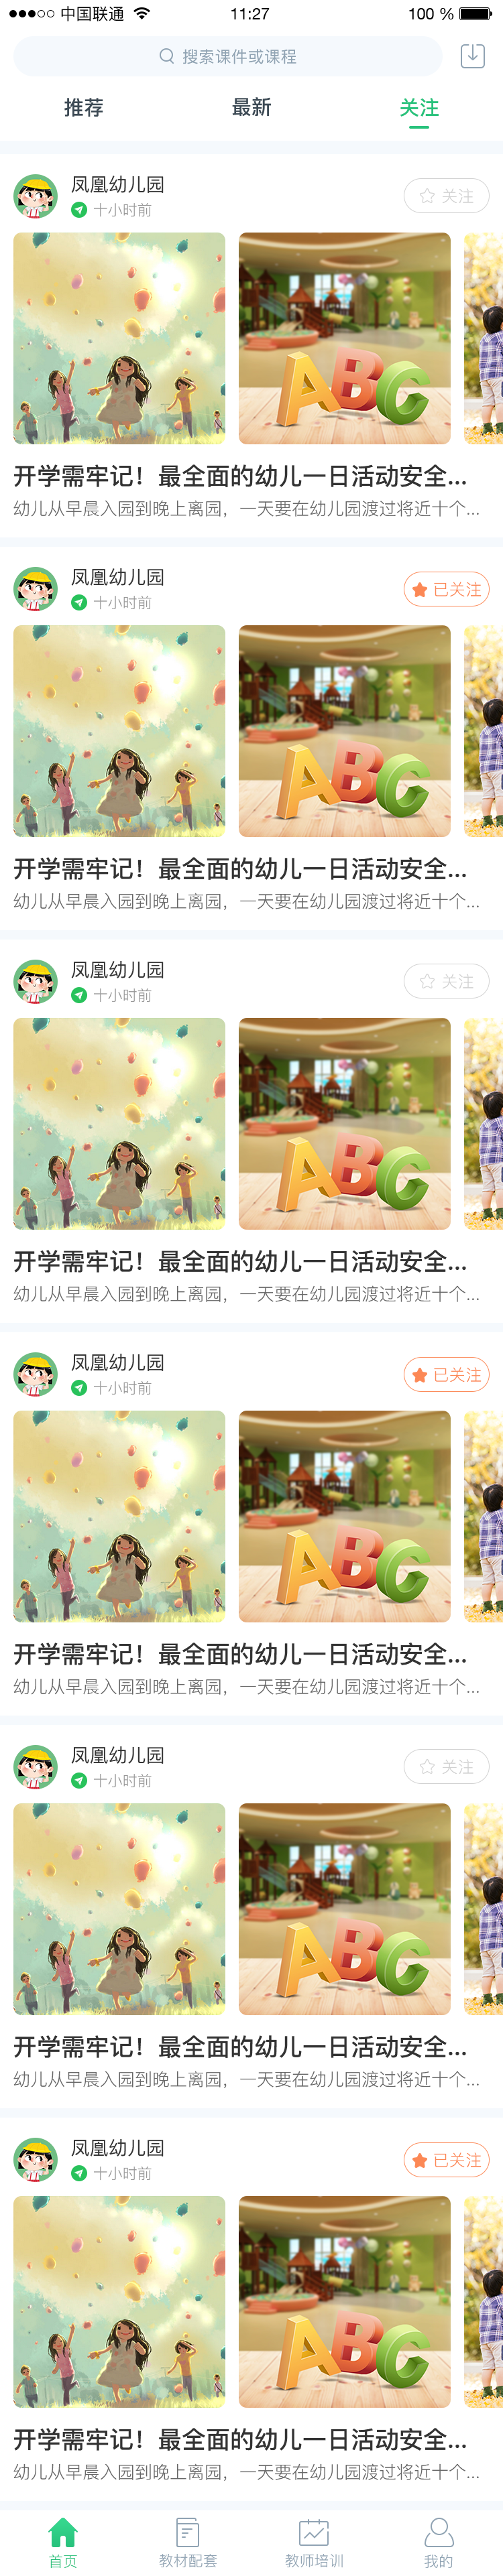 中国联通 11:27 100 %
搜索课件或课程
推荐 最新 关注
凤凰幼儿园
十小时前
关注
ABC
开学需牢记！最全面的幼儿一日活动安全...
幼儿从早晨入园到晚上离园，一天要在幼儿园渡过将近十个...
凤凰幼儿园
十小时前
已关注
ABC
开学需牢记！最全面的幼儿一日活动安全...
幼儿从早晨入园到晚上离园，一天要在幼儿园渡过将近十个...
凤凰幼儿园
十小时前
关注
ABC
开学需牢记！最全面的幼儿一日活动安全...
幼儿从早晨入园到晚上离园，一天要在幼儿园渡过将近十个...
凤凰幼儿园
十小时前
已关注
ABC
开学需牢记！最全面的幼儿一日活动安全...
幼儿从早晨入园到晚上离园，一天要在幼儿园渡过将近十个...
凤凰幼儿园
十小时前
关注
ABC
开学需牢记！最全面的幼儿一日活动安全...
幼儿从早晨入园到晚上离园，一天要在幼儿园渡过将近十个...
凤凰幼儿园
十小时前
已关注
ABC
开学需牢记！最全面的幼儿一日活动安全...
幼儿从早晨入园到晚上离园，一天要在幼儿园渡过将近十个...
首页 教材配套 教师培训 我的